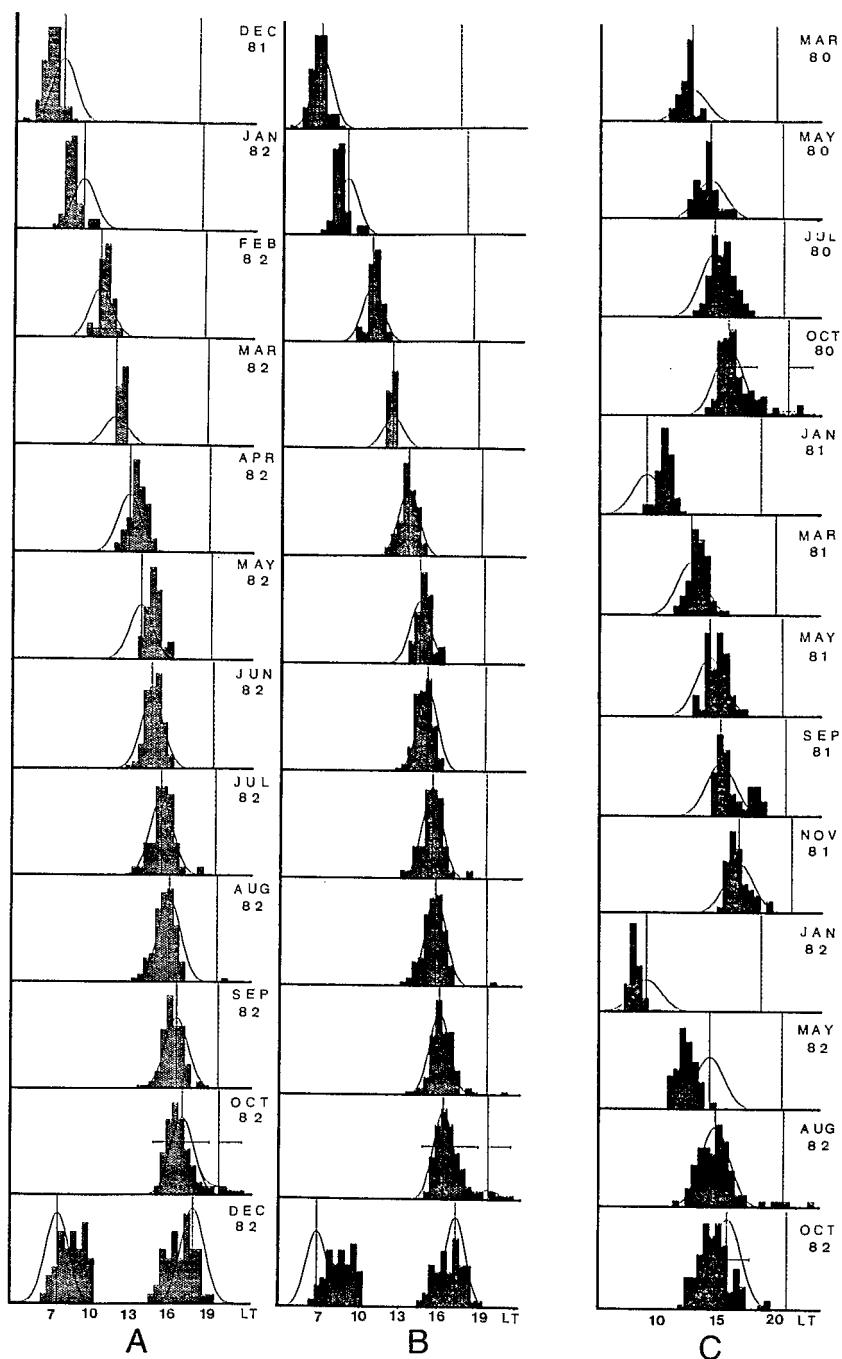 DEC
81
JAN
82
FEB
82
MAR
82
APR
82
MAY
82
JUN
82
JUL
82
AUG
82
SEP
82
OCT
82
DEC
82
7 10 13 16 19 LT
A
7 10 13 16 19 LT
B
MAR
80
MAY
80
JUL
80
OCT
80
JAN
81
MAR
81
MAY
81
SEP
81
NOV
81
JAN
82
MAY
82
AUG
82
OCT
82
10 15 20 LT
C